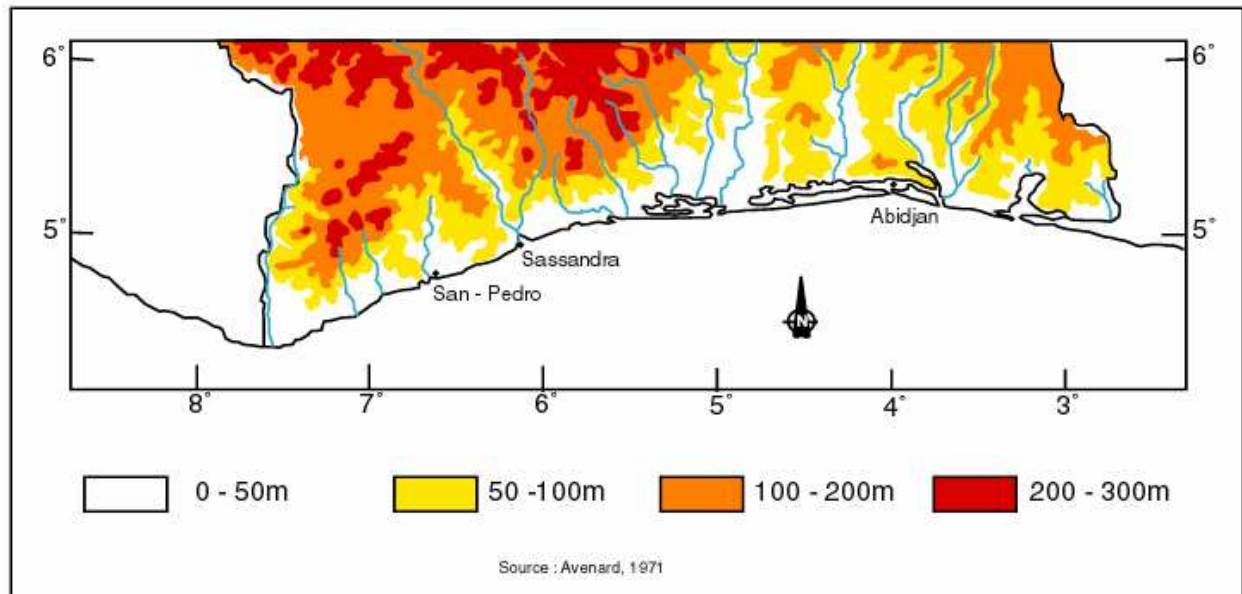 6˚ 6˚
5˚ 5˚
Abidjan
Sassandra
San - Pedro
N
8˚ 7˚ 6˚ 5˚ 4˚ 3˚
0 - 50m 50 -100m 100 - 200m 200 - 300m
Source : Avenard, 1971